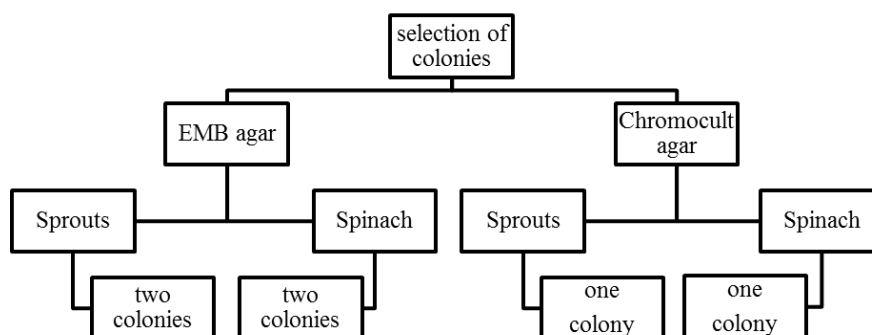 selection of
colonies
EMB agar
Chromocult
agar
Sprouts
Spinach
Sprouts
Spinach
two
colonies
two
colonies
one
colony
one
colony